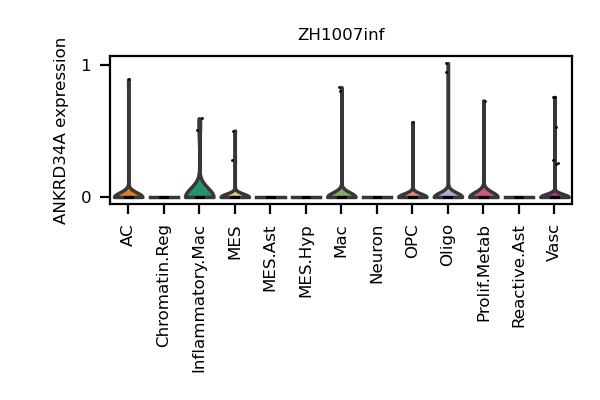 ZH1007inf
ANKRD34A expression
1
0
AC
Chromatin.Reg
Inflammatory.Mac
MES
MES.Ast
MES.Hyp
Mac
Neuron
OPC
Oligo
Prolif.Metab
Reactive.Ast
Vasc